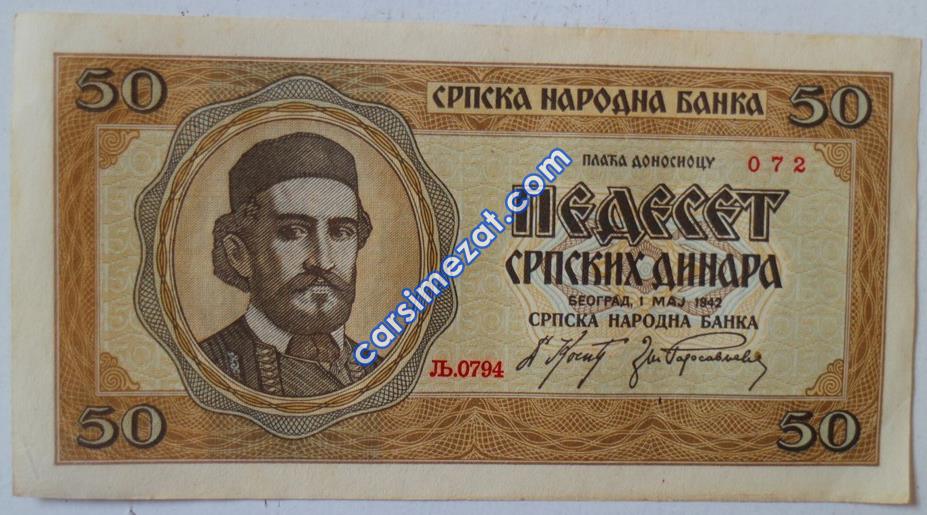 50
СРПСКА НАРОДНА БАНКА
50
ПЛАЋА ДОНОСИОЦУ
072
ПЕДЕСЕТ
СРПСКИХ ДИНАРА
БЕОГРАД, 1 МАЈ 1942
СРПСКА НАРОДНА БАНКА
Љ.0794
50
50
carsimezat.com